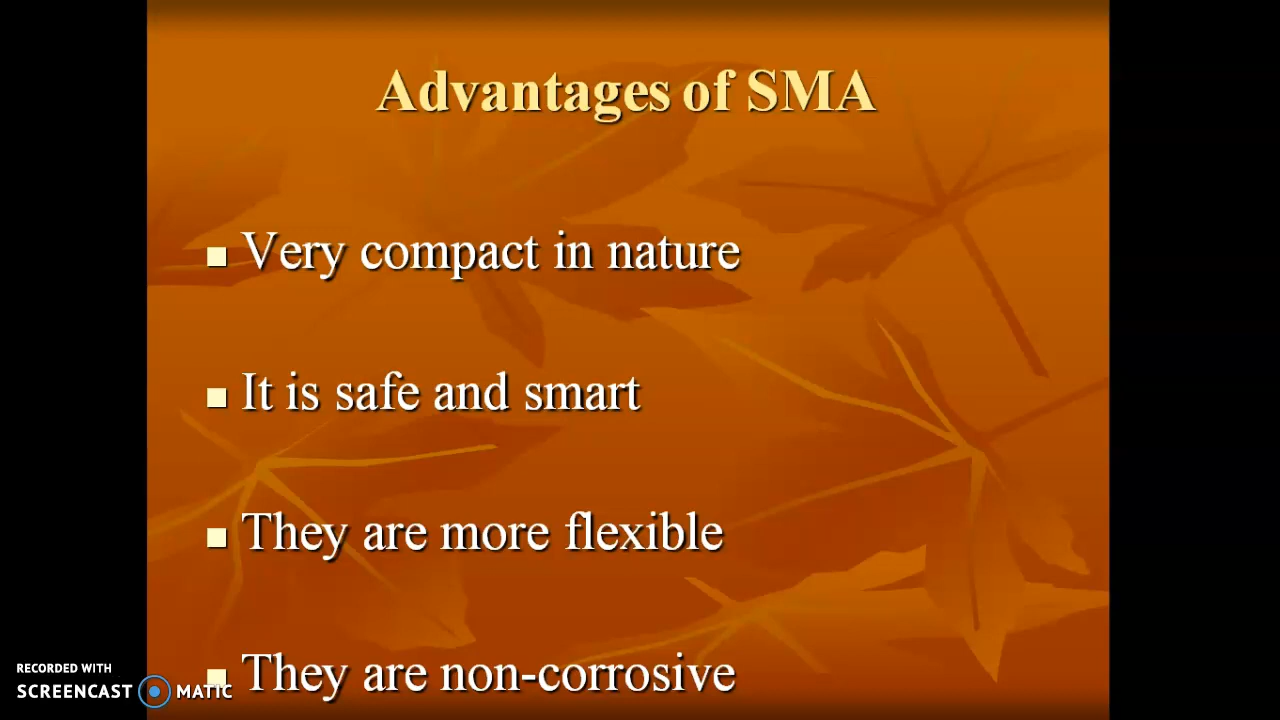 Advantages of SMA
Very compact in nature
It is safe and smart
They are more flexible
They are non-corrosive
RECORDED WITH
SCREENCAST MATIC